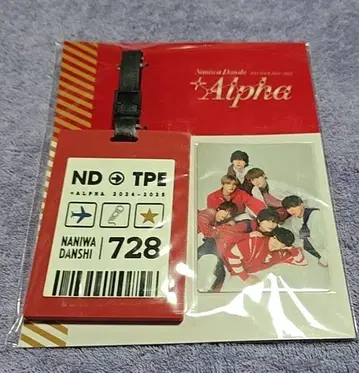 Naniwa Danshi
+Alpha
ND → TPE
+ALPHA 2024-2025
NANIWA
DANSHI
728